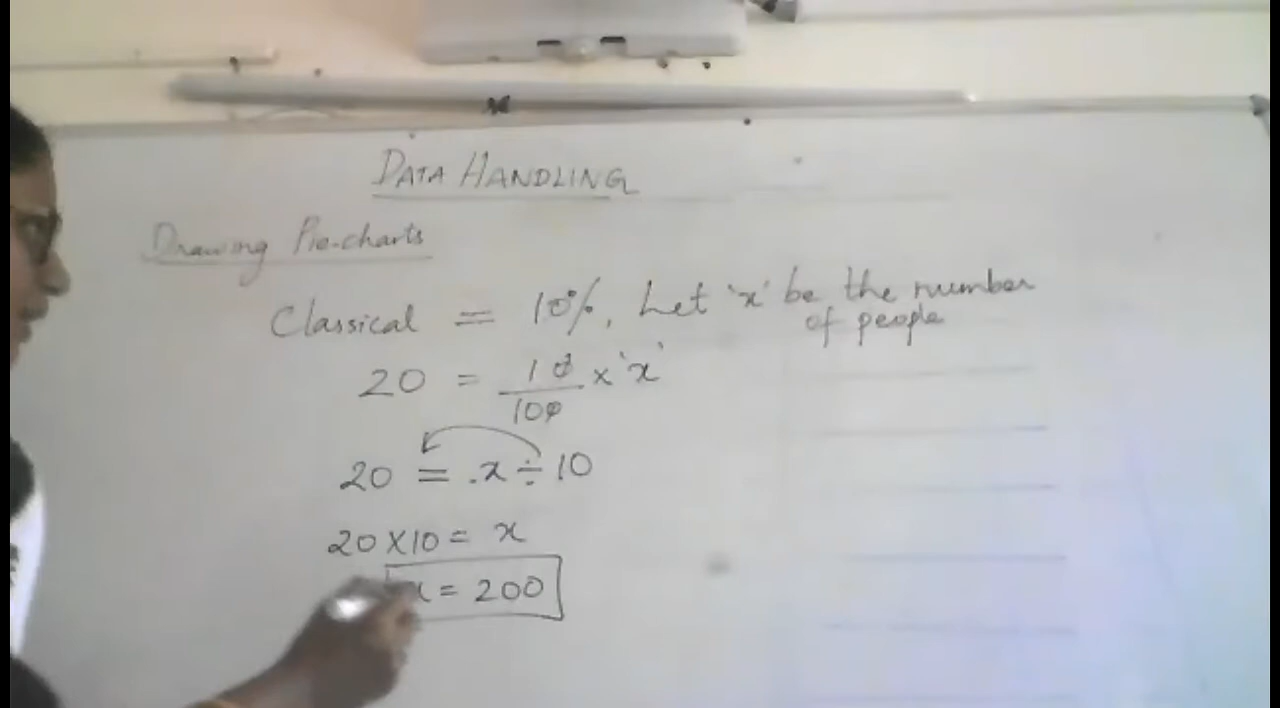 DATA HANDLING
Drawing Pie-charts
Classical = 10%, Let 'x' be the number
of people
20 = 10/100 × 'x'
20 = x ÷ 10
20 × 10 = x
x = 200